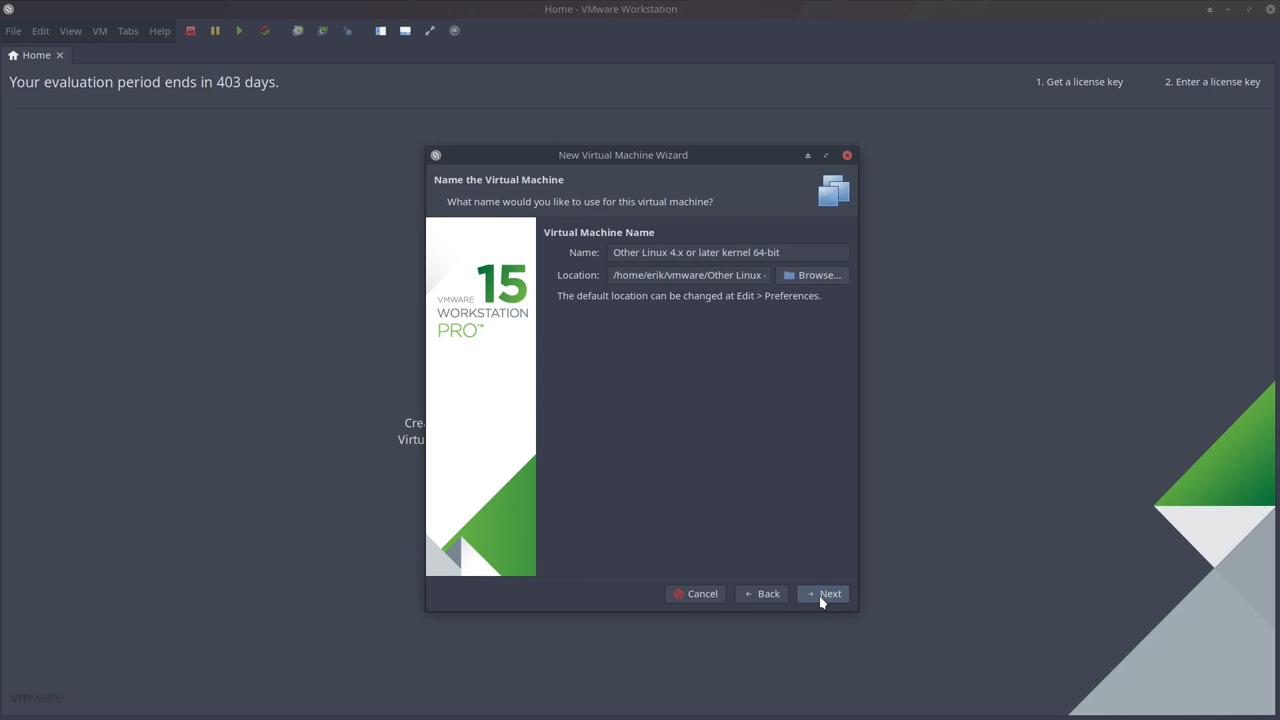 Home - VMware Workstation
File Edit View VM Tabs Help
Home
Your evaluation period ends in 403 days.
1. Get a license key
2. Enter a license key
New Virtual Machine Wizard
Name the Virtual Machine
What name would you like to use for this virtual machine?
15
VMWARE
WORKSTATION
PRO™
Virtual Machine Name
Name: Other Linux 4.x or later kernel 64-bit
Location: /home/erik/vmware/Other Linux
Browse...
The default location can be changed at Edit > Preferences.
Cre
Virtu
Cancel
Back
Next
vmware